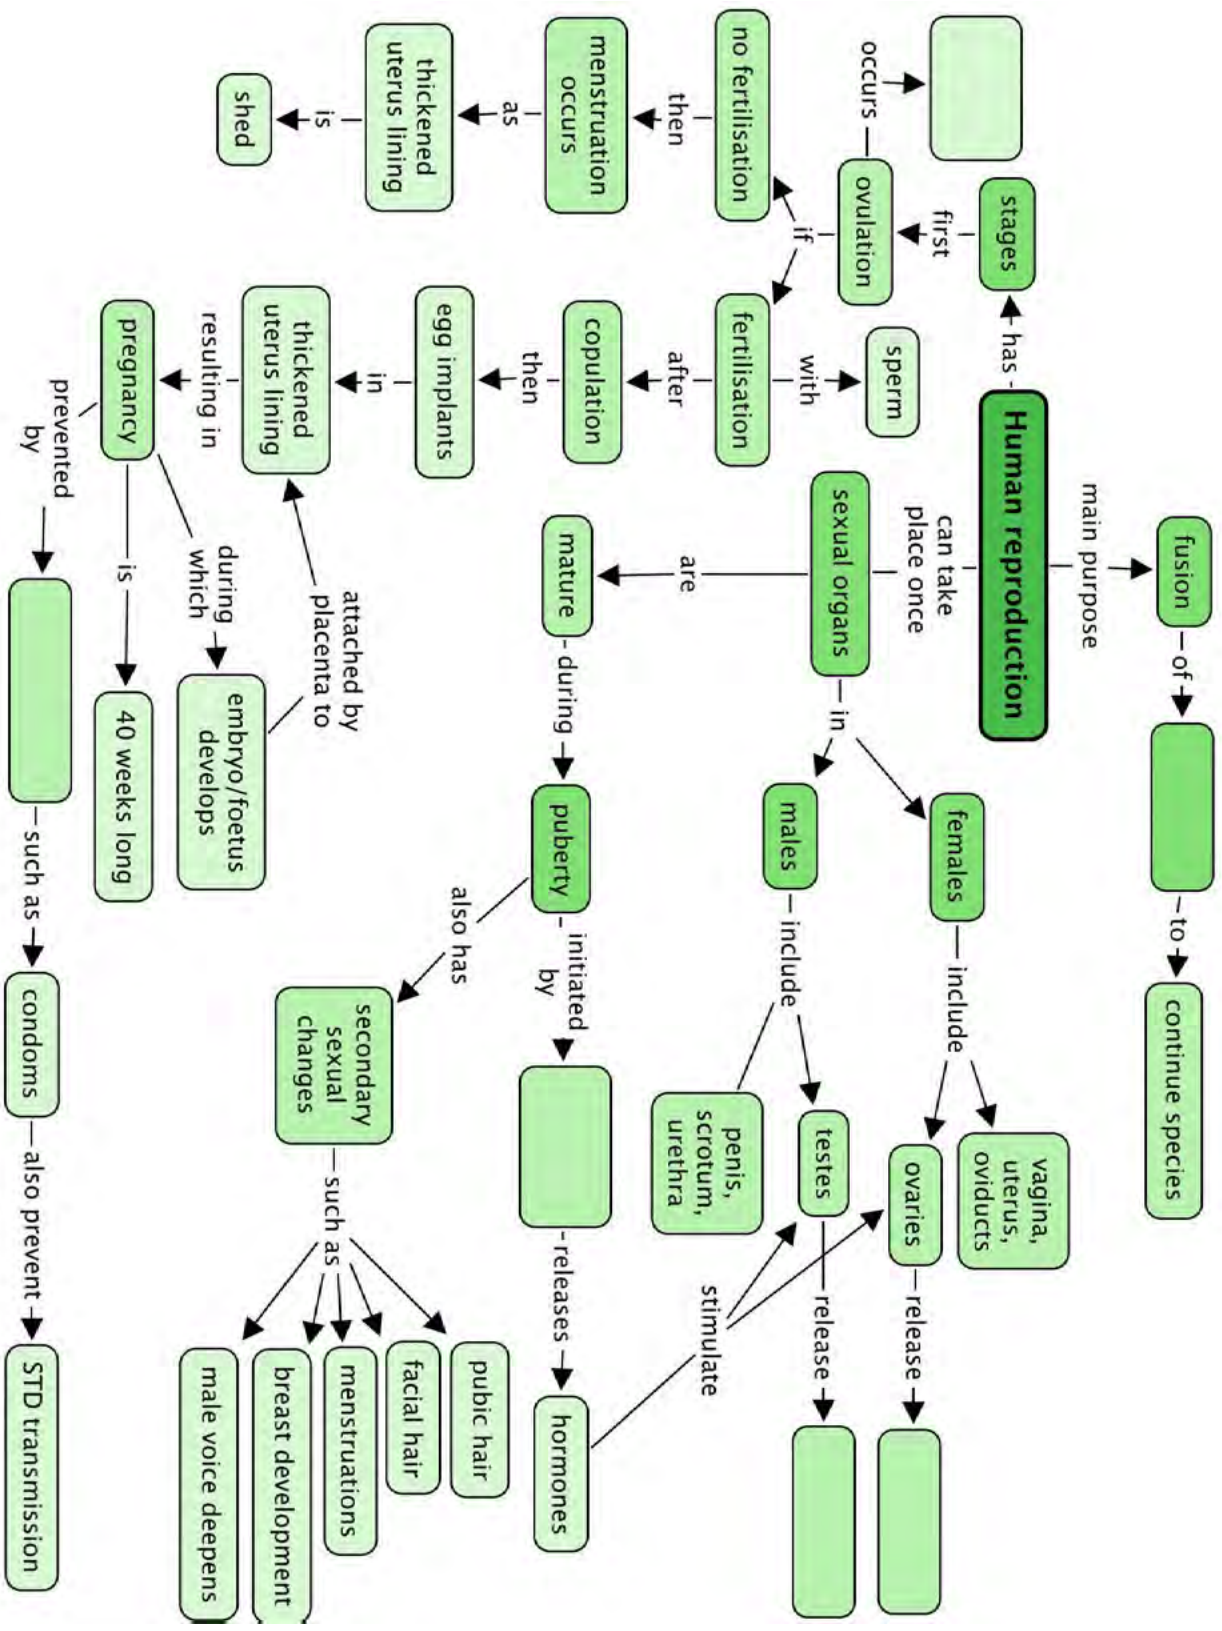 Human reproduction
main purpose
fusion
of
to
continue species
has
stages
first
ovulation
occurs
if
no fertilisation
then
menstruation
occurs
as
thickened
uterus lining
is
shed
fertilisation
with
sperm
after
copulation
then
egg implants
in
thickened
uterus lining
resulting in
pregnancy
prevented
by
such as
condoms
also prevent
STD transmission
is
40 weeks long
during
which
embryo/foetus
develops
attached by
placenta to
can take
place once
sexual organs
in
females
include
vagina,
uterus,
oviducts
ovaries
release
males
include
testes
release
penis,
scrotum,
urethra
are
mature
during
puberty
initiated
by
releases
hormones
stimulate
also has
secondary
sexual
changes
such as
pubic hair
facial hair
menstruations
breast development
male voice deepens